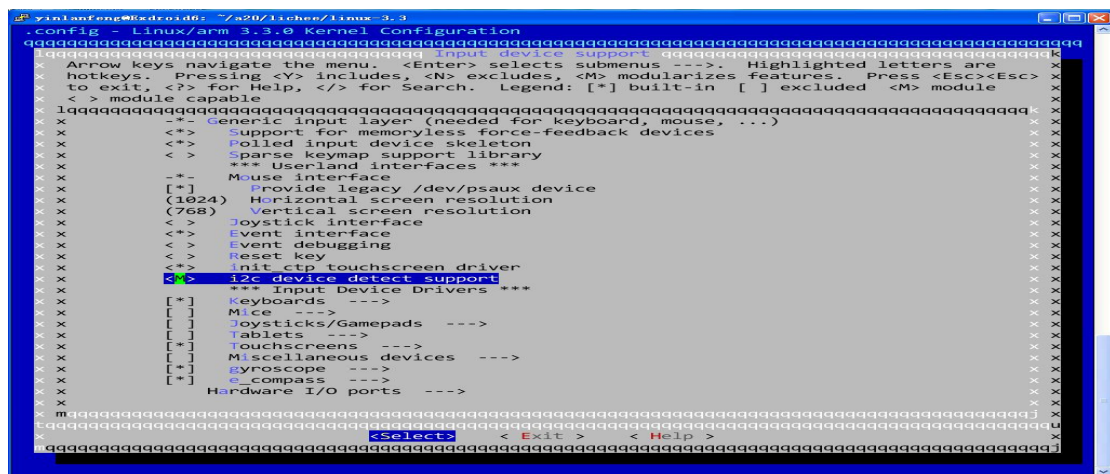 yinlanfeng@Exdroid6: ~/a20/lichee/linux-3.3
.config - Linux/arm 3.3.0 Kernel Configuration
Input device support
Arrow keys navigate the menu.  <Enter> selects submenus --->.  Highlighted letters are
hotkeys.  Pressing <Y> includes, <N> excludes, <M> modularizes features.  Press <Esc><Esc>
to exit, <?> for Help, </> for Search.  Legend: [*] built-in  [ ] excluded  <M> module
< > module capable
-*- Generic input layer (needed for keyboard, mouse, ...)
<*>   Support for memoryless force-feedback devices
<*>   Polled input device skeleton
< >   Sparse keymap support library
*** Userland interfaces ***
-*-   Mouse interface
[*]     Provide legacy /dev/psaux device
(1024)  Horizontal screen resolution
(768)   Vertical screen resolution
< >   Joystick interface
<*>   Event interface
< >   Event debugging
< >   Reset key
<*>   init_ctp touchscreen driver
<M>   i2c device detect support
*** Input Device Drivers ***
[*]   Keyboards  --->
[ ]   Mice  --->
[ ]   Joysticks/Gamepads  --->
[ ]   Tablets  --->
[*]   Touchscreens  --->
[ ]   Miscellaneous devices  --->
[*]   gyroscope  --->
[*]   e_compass  --->
Hardware I/O ports  --->
<Select>    < Exit >    < Help >